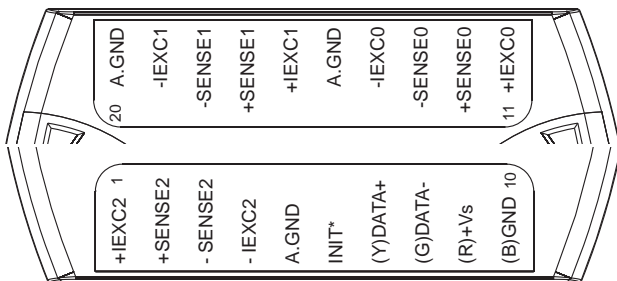 20 A.GND
-IEXC1
-SENSE1
+SENSE1
+IEXC1
A.GND
-IEXC0
-SENSE0
+SENSE0
11 +IEXC0
+IEXC2 1
+SENSE2
- SENSE2
- IEXC2
A.GND
INIT*
(Y)DATA+
(G)DATA-
(R)+Vs
(B)GND 10